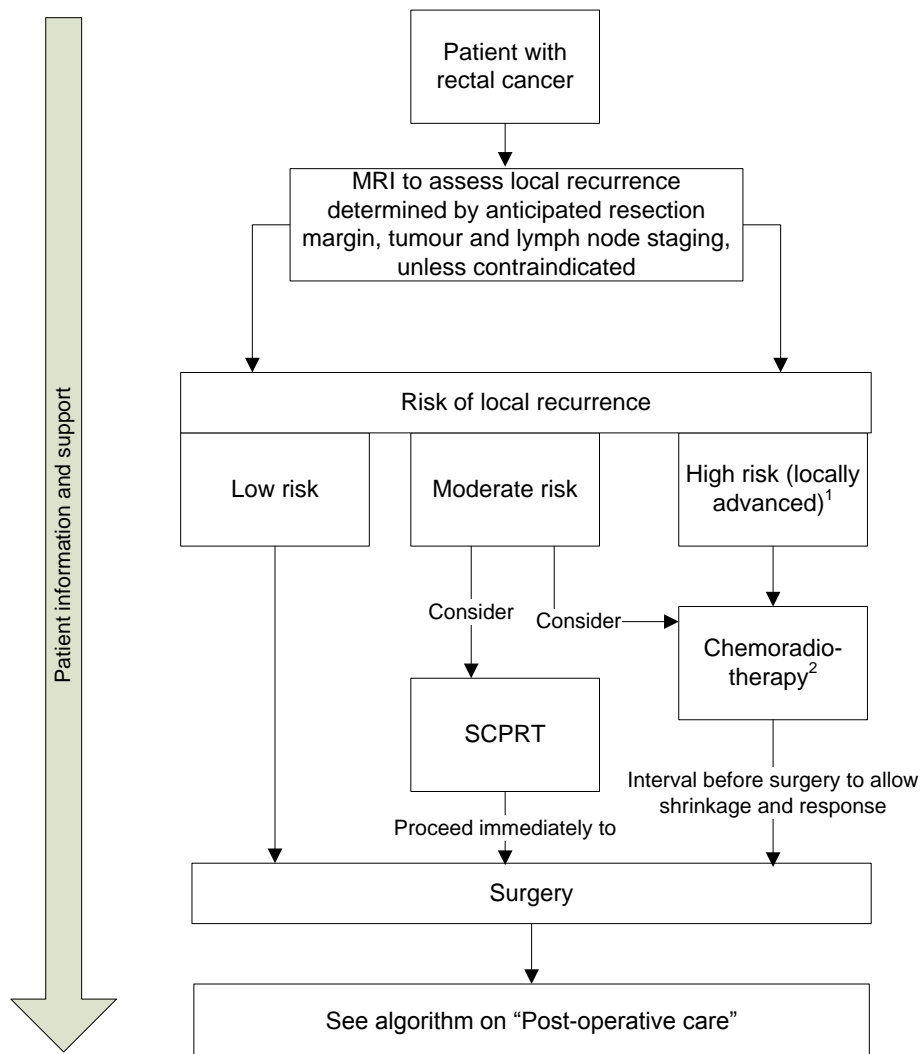 Patient with
rectal cancer
MRI to assess local recurrence
determined by anticipated resection
margin, tumour and lymph node staging,
unless contraindicated
Patient information and support
Risk of local recurrence
Low risk
Moderate risk
High risk (locally
advanced)1
Consider
Consider
Chemoradio-
therapy2
SCPRT
Interval before surgery to allow
shrinkage and response
Proceed immediately to
Surgery
See algorithm on “Post-operative care”